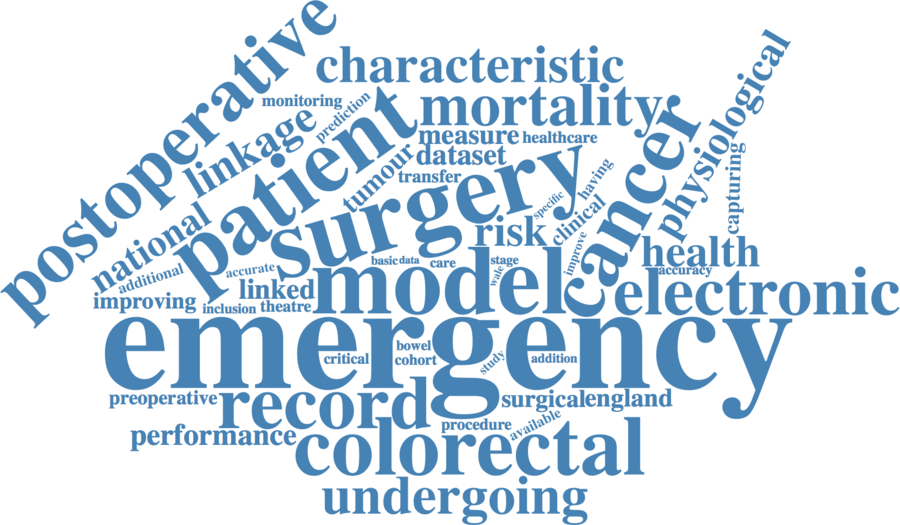 postoperative
characteristic
physiological
monitoring
prediction
mortality
linkage
patient
measure
healthcare
cancer
dataset
tumour
transfer
surgery
capturing
having
specific
clinical
national
risk
improve
health
additional
accurate
basic
data
care
stage
wale
accuracy
model
electronic
linked
improving
inclusion
theatre
emergency
bowel
critical
cohort
study
addition
preoperative
record
surgical
england
procedure
available
performance
colorectal
undergoing